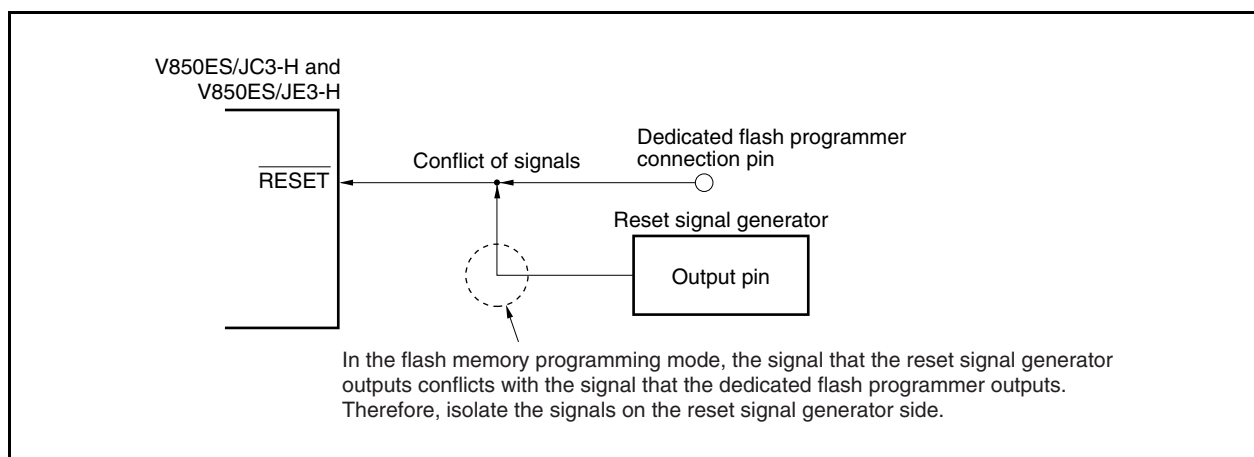 V850ES/JC3-H and
V850ES/JE3-H
Dedicated flash programmer
connection pin
Conflict of signals
RESET
Reset signal generator
Output pin
In the flash memory programming mode, the signal that the reset signal generator
outputs conflicts with the signal that the dedicated flash programmer outputs.
Therefore, isolate the signals on the reset signal generator side.